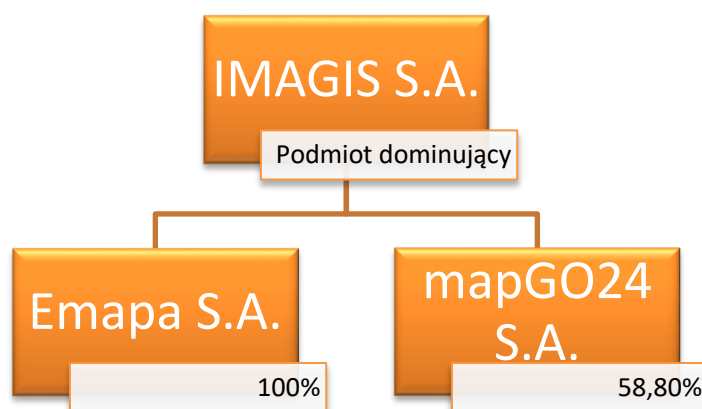 IMAGIS S.A.
Podmiot dominujący
Emapa S.A.
100%
mapGO24
S.A.
58,80%